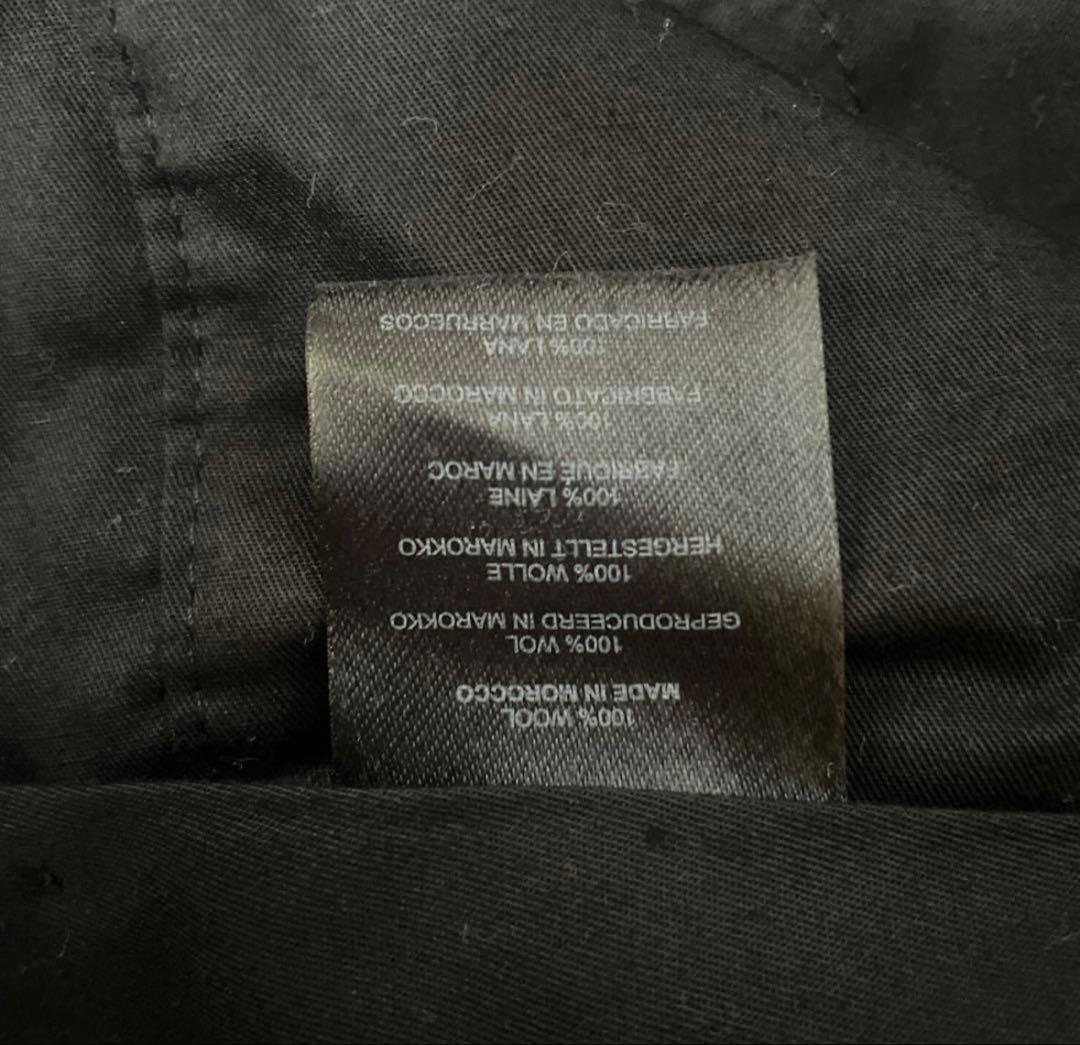 100% WOOL
MADE IN MOROCCO
100% WOL
GEPRODUCEERD IN MAROKKO
100% WOLLE
HERGESTELLT IN MAROKKO
100% LAINE
FABRIQUÉ EN MAROC
100% LANA
FABBRICATO IN MAROCCO
100% LANA
FABRICADO EN MARRUECOS